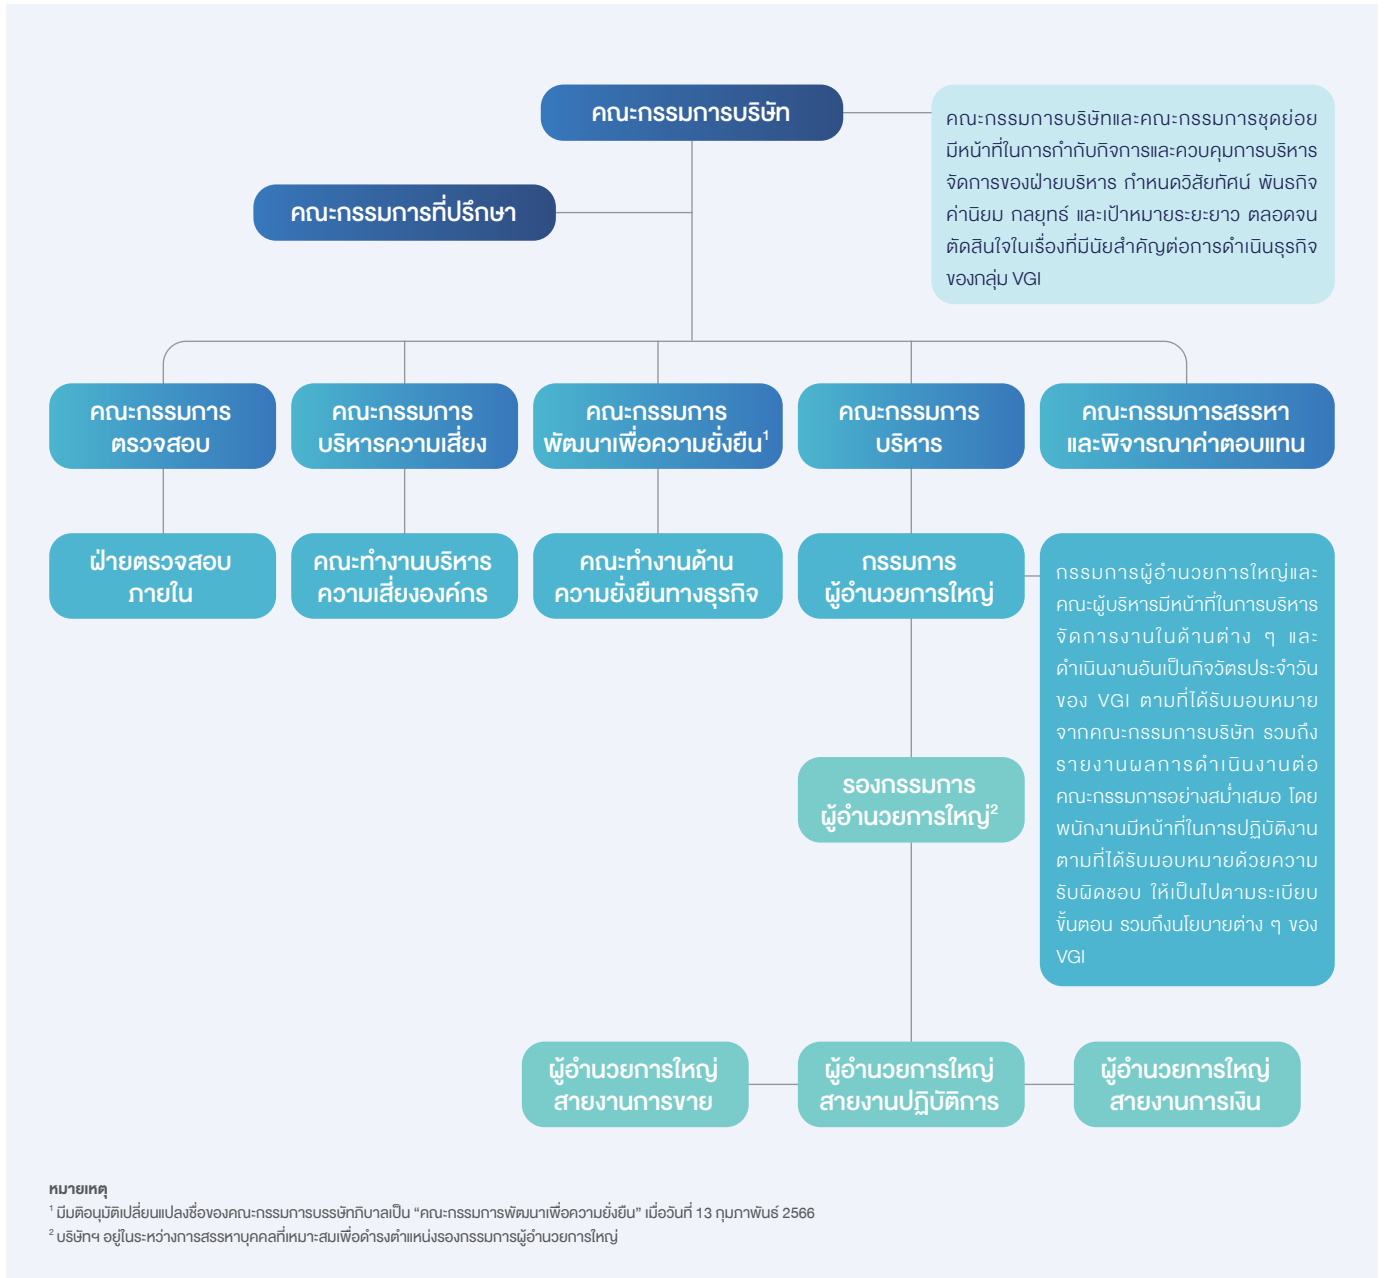 คณะกรรมการบริษัท
คณะกรรมการบริษัทและคณะกรรมการชุดย่อย
มีหน้าที่ในการกำกับกิจการและควบคุมการบริหาร
จัดการของฝ่ายบริหาร กำหนดวิสัยทัศน์ พันธกิจ
ค่านิยม กลยุทธ์ และเป้าหมายระยะยาว ตลอดจน
ตัดสินใจในเรื่องที่มีนัยสำคัญต่อการดำเนินธุรกิจ
ของกลุ่ม VGI
คณะกรรมการที่ปรึกษา
คณะกรรมการ
ตรวจสอบ
คณะกรรมการ
บริหารความเสี่ยง
คณะกรรมการ
พัฒนาเพื่อความยั่งยืน¹
คณะกรรมการ
บริหาร
คณะกรรมการสรรหา
และพิจารณาค่าตอบแทน
ฝ่ายตรวจสอบ
ภายใน
คณะทำงานบริหาร
ความเสี่ยงองค์กร
คณะทำงานด้าน
ความยั่งยืนทางธุรกิจ
กรรมการ
ผู้อำนวยการใหญ่
กรรมการผู้อำนวยการใหญ่และ
คณะผู้บริหารมีหน้าที่ในการบริหาร
จัดการงานในด้านต่าง ๆ และ
ดำเนินงานอันเป็นกิจวัตรประจำวัน
ของ VGI ตามที่ได้รับมอบหมาย
จากคณะกรรมการบริษัท รวมถึง
รายงานผลการดำเนินงานต่อ
คณะกรรมการอย่างสม่ำเสมอ โดย
พนักงานมีหน้าที่ในการปฏิบัติงาน
ตามที่ได้รับมอบหมายด้วยความ
รับผิดชอบ ให้เป็นไปตามระเบียบ
ขั้นตอน รวมถึงนโยบายต่าง ๆ ของ
VGI
รองกรรมการ
ผู้อำนวยการใหญ่²
ผู้อำนวยการใหญ่
สายงานการขาย
ผู้อำนวยการใหญ่
สายงานปฏิบัติการ
ผู้อำนวยการใหญ่
สายงานการเงิน
หมายเหตุ
¹ มีมติอนุมัติเปลี่ยนแปลงชื่อของคณะกรรมการบรรษัทภิบาลเป็น “คณะกรรมการพัฒนาเพื่อความยั่งยืน” เมื่อวันที่ 13 กุมภาพันธ์ 2566
² บริษัทฯ อยู่ในระหว่างการสรรหาบุคคลที่เหมาะสมเพื่อดำรงตำแหน่งรองกรรมการผู้อำนวยการใหญ่